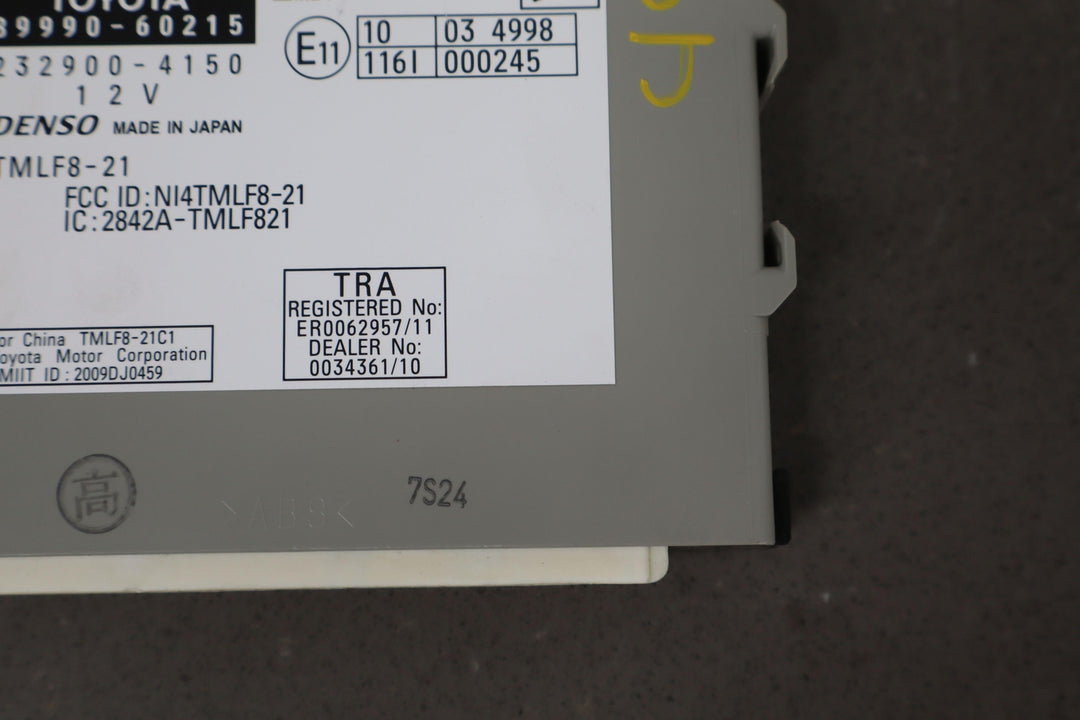 TOYOTA
89990-60215
232900-4150
12V
DENSO MADE IN JAPAN
TMLF8-21
FCC ID:NI4TMLF8-21
IC:2842A-TMLF821
E11
10 03 4998
116I 000245
TRA
REGISTERED No:
ER0062957/11
DEALER No:
0034361/10
or China TMLF8-21C1
oyota Motor Corporation
MIIT ID:2009DJ0459
高
>ABS<
7S24